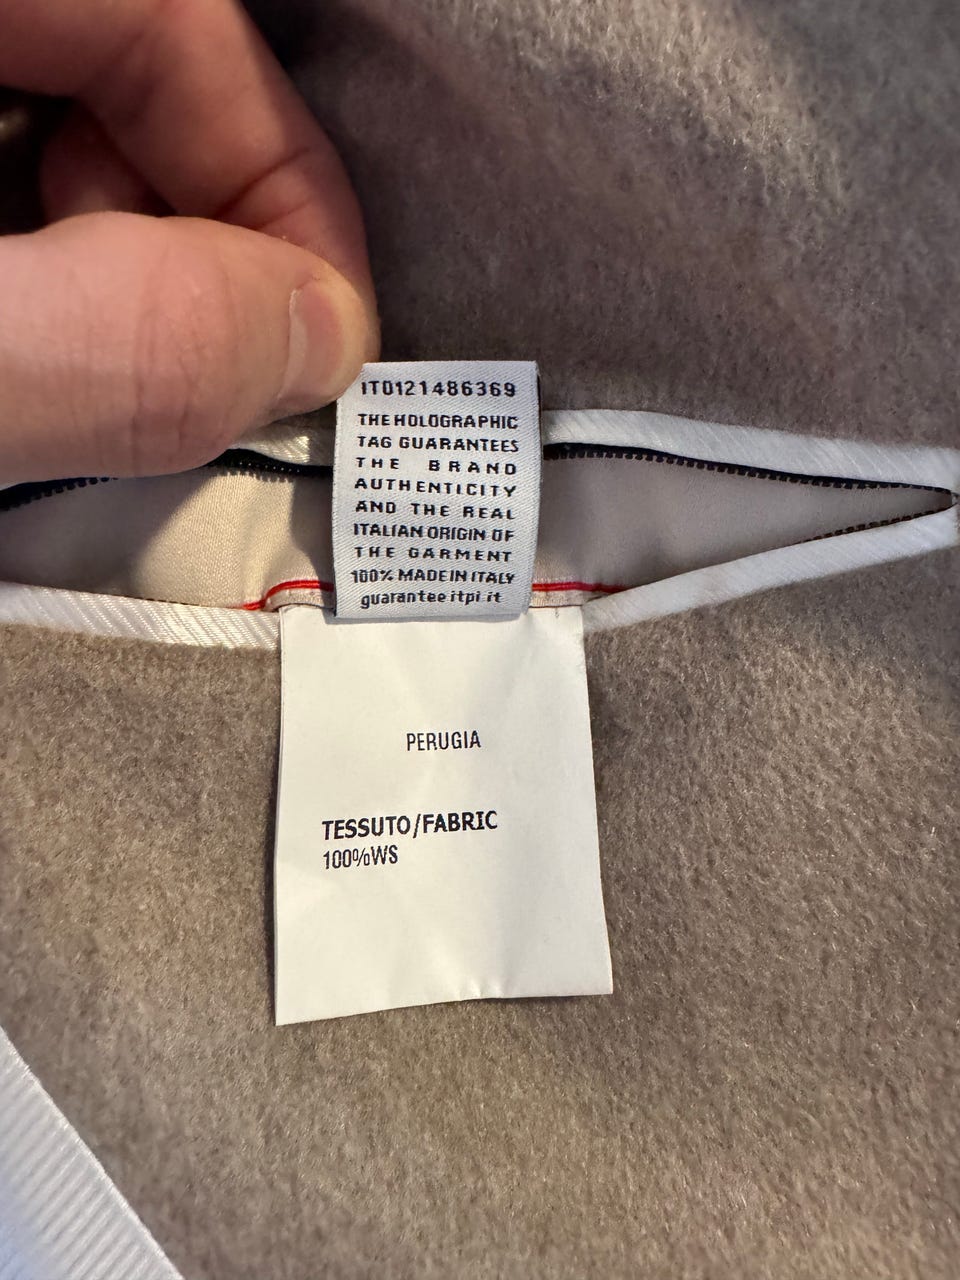 IT0121486369
THE HOLOGRAPHIC
TAG GUARANTEES
THE BRAND
AUTHENTICITY
AND THE REAL
ITALIAN ORIGIN OF
THE GARMENT
100% MADE IN ITALY
guarantee itpi it
PERUGIA
TESSUTO/FABRIC
100%WS